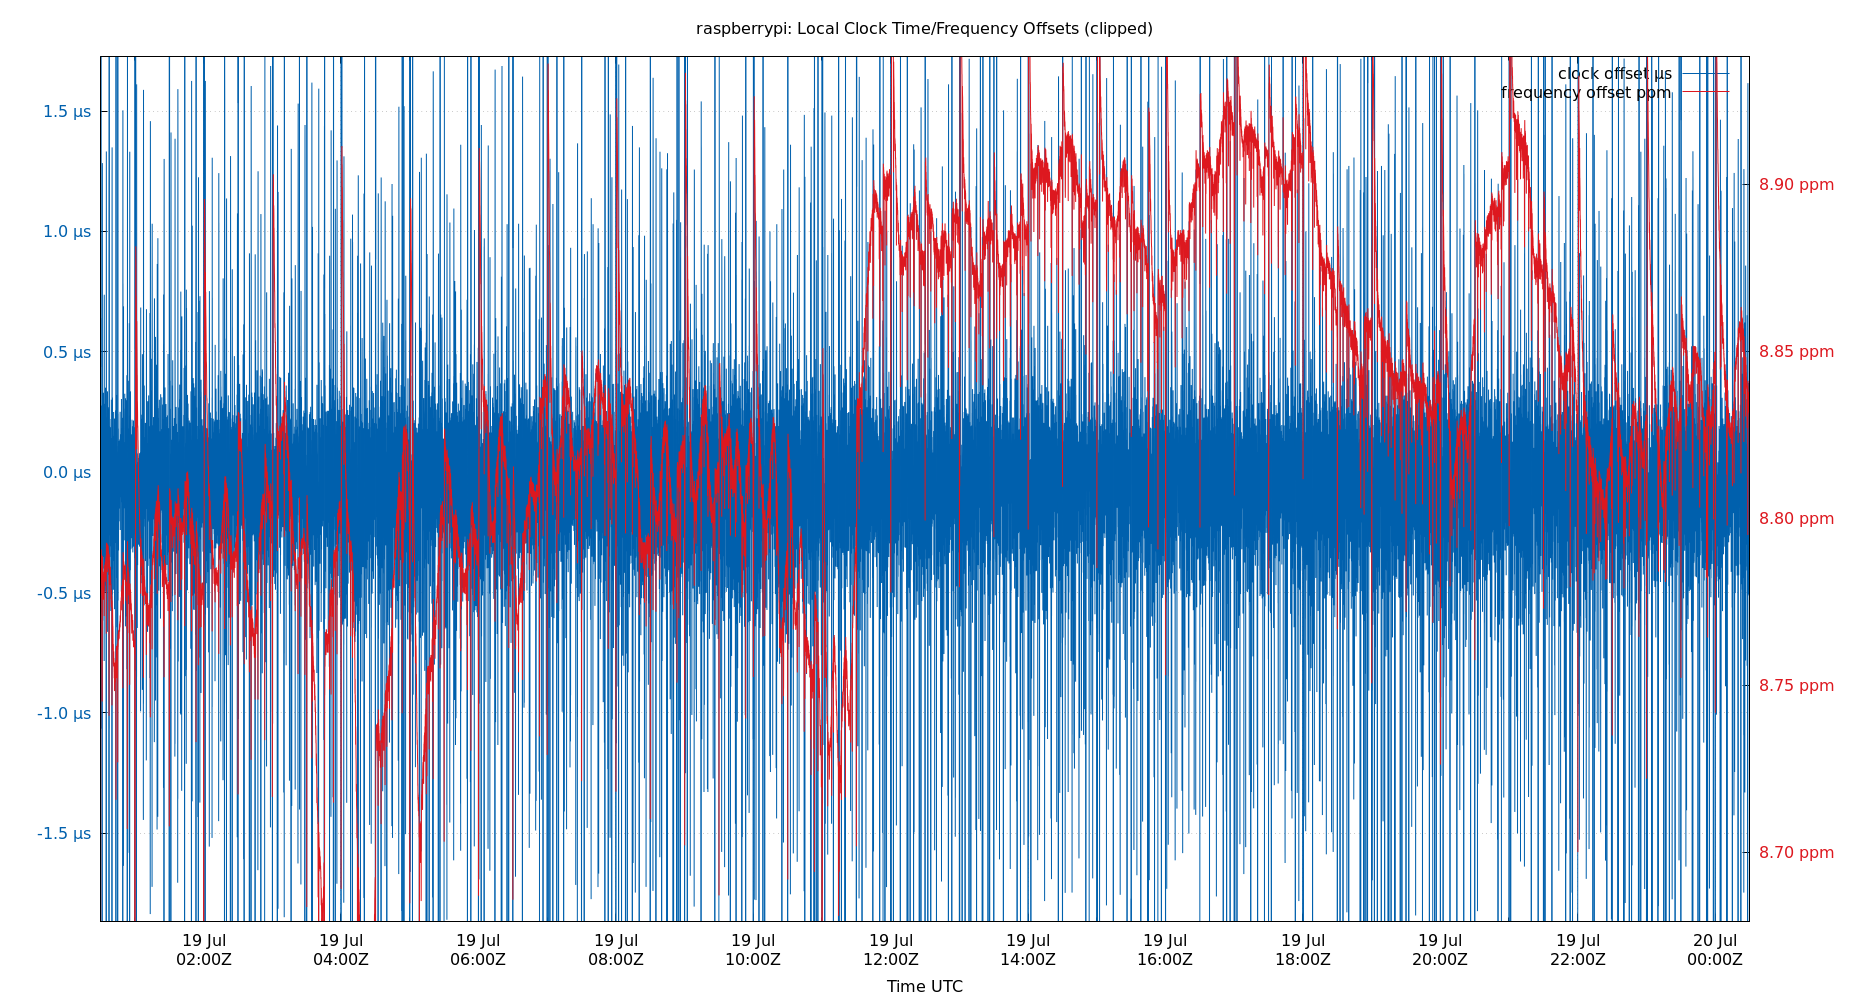 raspberrypi: Local Clock Time/Frequency Offsets (clipped)
clock offset µs
frequency offset ppm
1.5 µs
1.0 µs
0.5 µs
0.0 µs
-0.5 µs
-1.0 µs
-1.5 µs
8.90 ppm
8.85 ppm
8.80 ppm
8.75 ppm
8.70 ppm
19 Jul 19 Jul 19 Jul 19 Jul 19 Jul 19 Jul 19 Jul 19 Jul 19 Jul 19 Jul 19 Jul 20 Jul
02:00Z 04:00Z 06:00Z 08:00Z 10:00Z 12:00Z 14:00Z 16:00Z 18:00Z 20:00Z 22:00Z 00:00Z
Time UTC